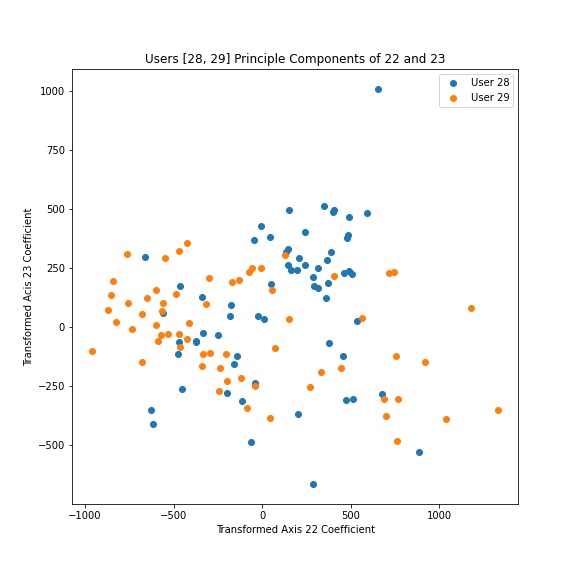 Users [28, 29] Principle Components of 22 and 23
User 28
User 29
Transformed Acis 23 Coefficient
1000
750
500
250
0
−250
−500
−1000
−500
0
500
1000
Transformed Axis 22 Coefficient